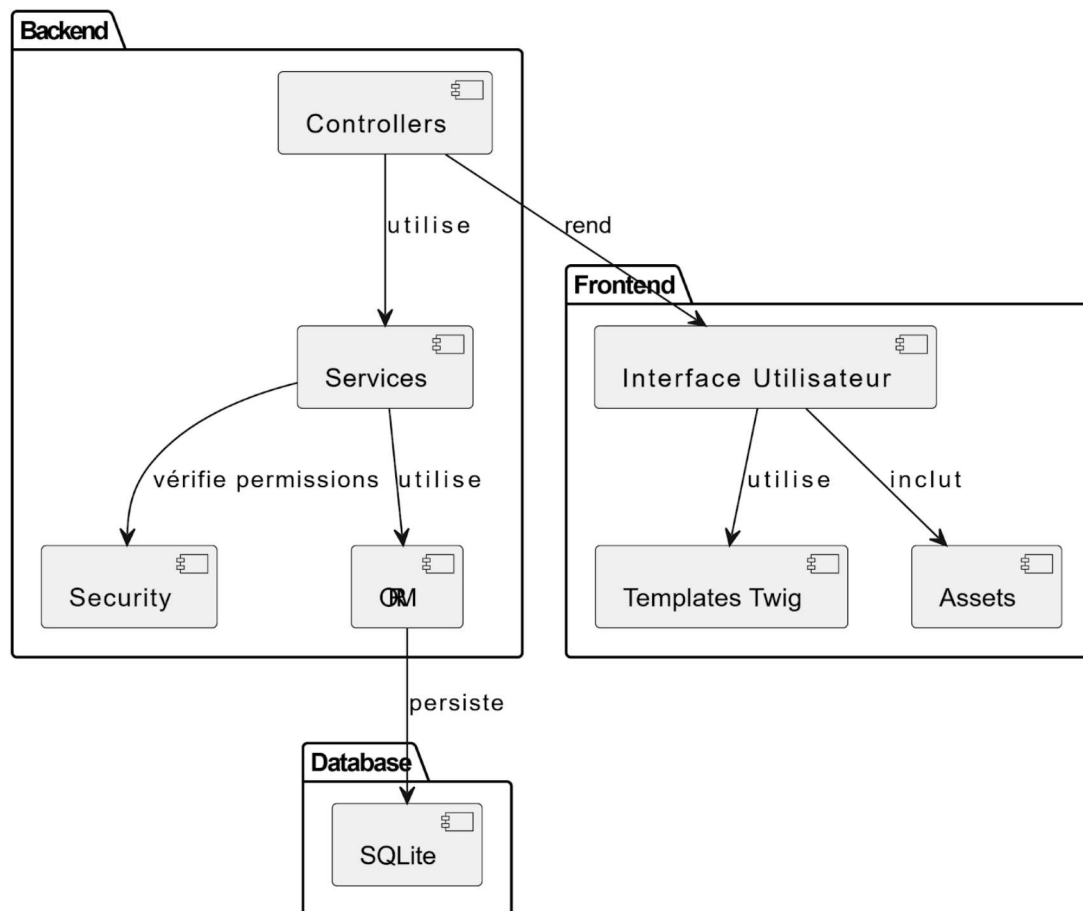 Backend
Controllers
utilise
rend
Frontend
Services
Interface Utilisateur
vérifie permissions
utilise
utilise
inclut
Security
ORM
Templates Twig
Assets
persiste
Database
SQLite